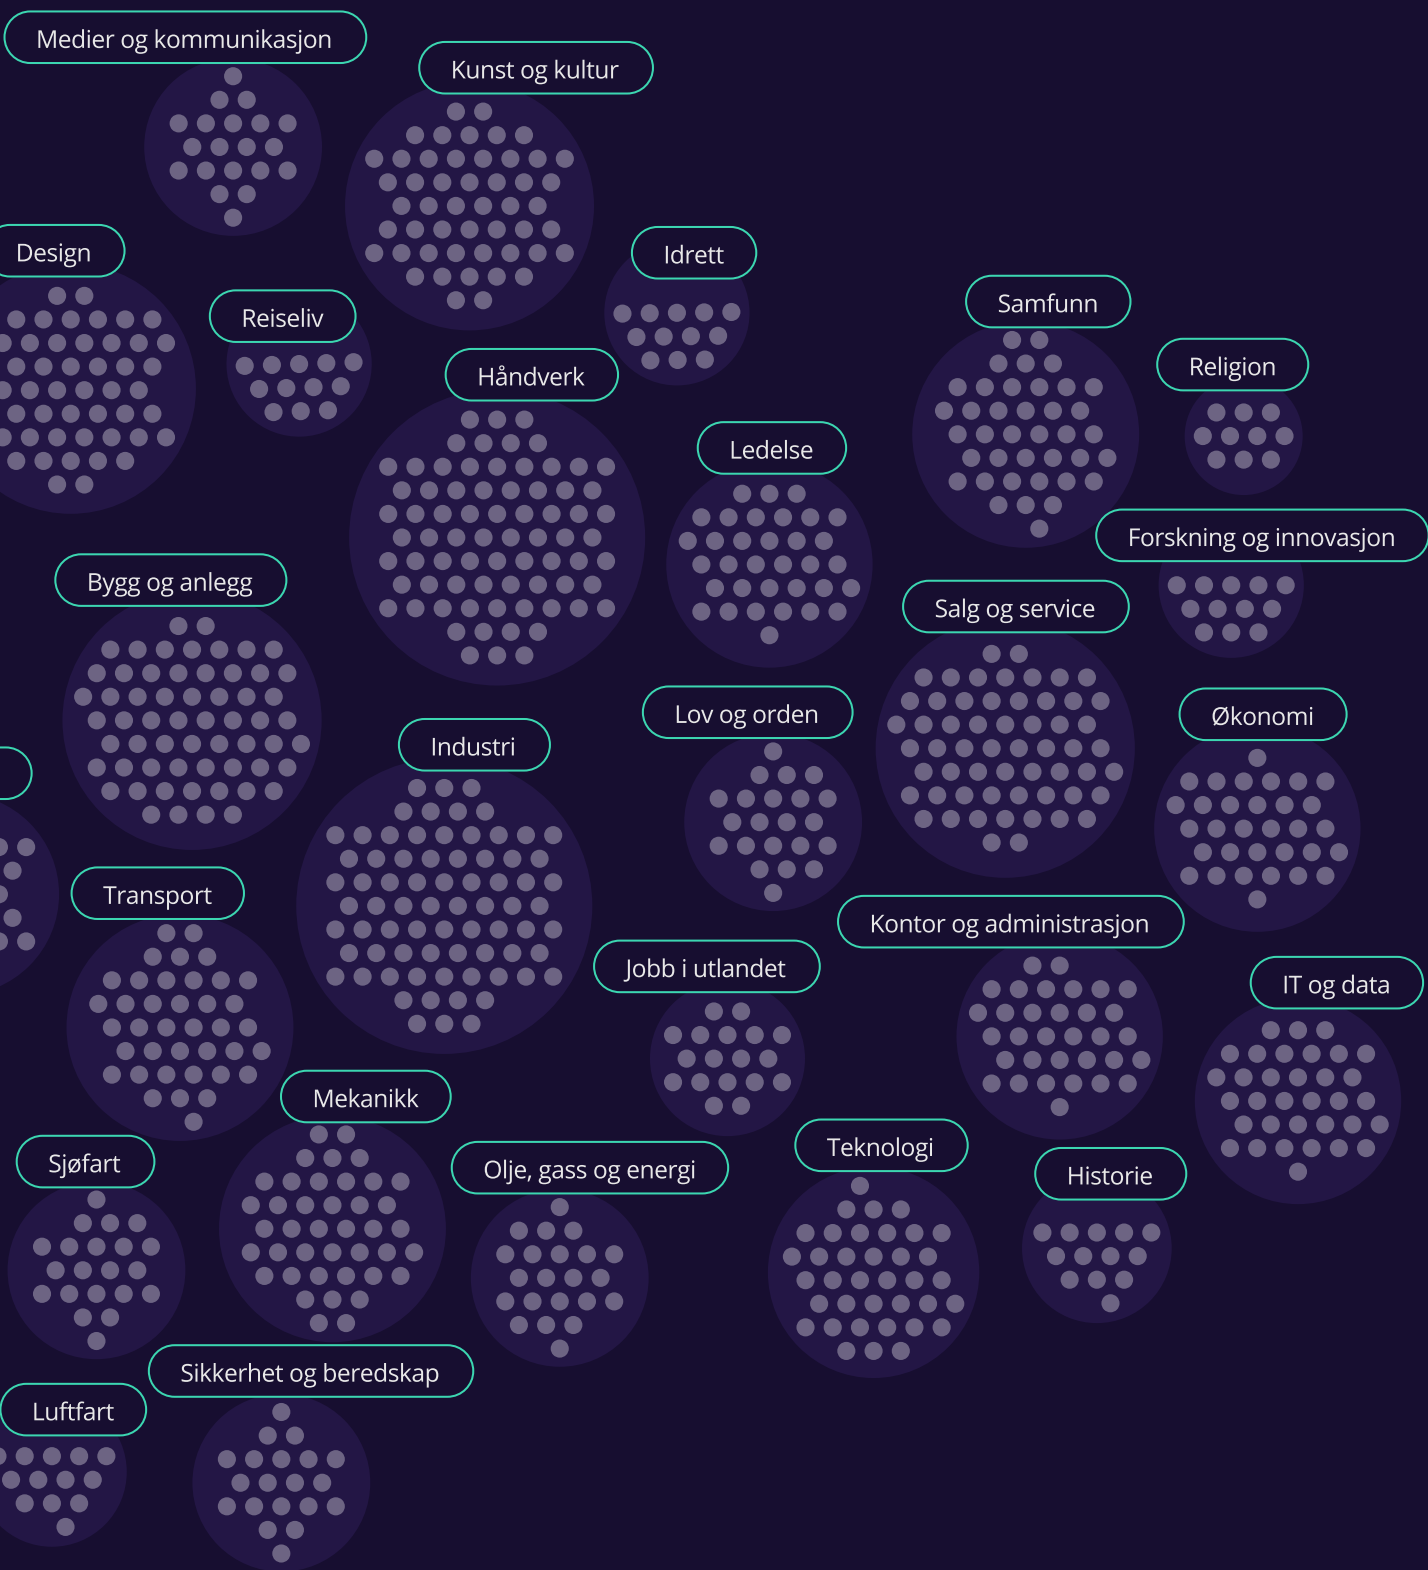 Medier og kommunikasjon
Kunst og kultur
Design
Idrett
Reiseliv
Samfunn
Religion
Håndverk
Ledelse
Forskning og innovasjon
Bygg og anlegg
Salg og service
Lov og orden
Økonomi
Industri
Transport
Kontor og administrasjon
Jobb i utlandet
IT og data
Mekanikk
Teknologi
Sjøfart
Olje, gass og energi
Historie
Sikkerhet og beredskap
Luftfart